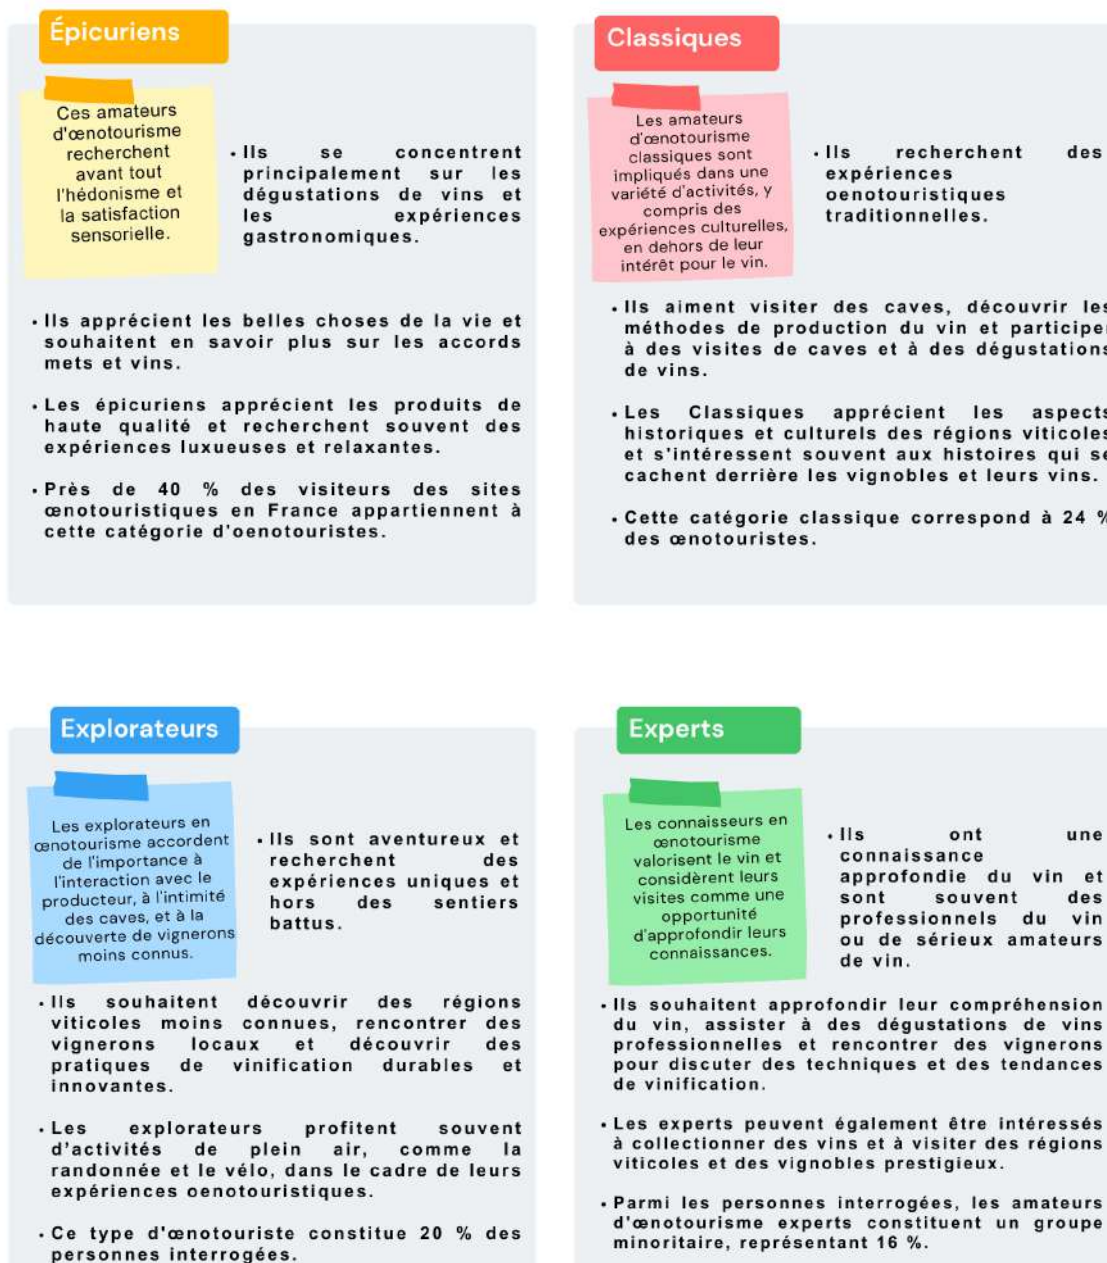 Épicuriens
Ces amateurs
d'œnotourisme
recherchent
avant tout
l'hédonisme et
la satisfaction
sensorielle.
• Ils se concentrent
principalement sur les
dégustations de vins et
les expériences
gastronomiques.
• Ils apprécient les belles choses de la vie et
souhaitent en savoir plus sur les accords
mets et vins.
• Les épicuriens apprécient les produits de
haute qualité et recherchent souvent des
expériences luxueuses et relaxantes.
• Près de 40 % des visiteurs des sites
œnotouristiques en France appartiennent à
cette catégorie d'oenotouristes.
Classiques
Les amateurs
d'œnotourisme
classiques sont
impliqués dans une
variété d'activités, y
compris des
expériences culturelles,
en dehors de leur
intérêt pour le vin.
• Ils recherchent des
expériences
oenotouristiques
traditionnelles.
• Ils aiment visiter des caves, découvrir les
méthodes de production du vin et participer
à des visites de caves et à des dégustations
de vins.
• Les Classiques apprécient les aspects
historiques et culturels des régions viticoles
et s'intéressent souvent aux histoires qui se
cachent derrière les vignobles et leurs vins.
• Cette catégorie classique correspond à 24 %
des œnotouristes.
Explorateurs
Les explorateurs en
œnotourisme accordent
de l'importance à
l'interaction avec le
producteur, à l'intimité
des caves, et à la
découverte de vignerons
moins connus.
• Ils sont aventureux et
recherchent des
expériences uniques et
hors des sentiers
battus.
• Ils souhaitent découvrir des régions
viticoles moins connues, rencontrer des
vignerons locaux et découvrir des
pratiques de vinification durables et
innovantes.
• Les explorateurs profitent souvent
d'activités de plein air, comme la
randonnée et le vélo, dans le cadre de leurs
expériences oenotouristiques.
• Ce type d'œnotouriste constitue 20 % des
personnes interrogées.
Experts
Les connaisseurs en
œnotourisme
valorisent le vin et
considèrent leurs
visites comme une
opportunité
d'approfondir leurs
connaissances.
• Ils ont une
connaissance
approfondie du vin et
sont souvent des
professionnels du vin
ou de sérieux amateurs
de vin.
• Ils souhaitent approfondir leur compréhension
du vin, assister à des dégustations de vins
professionnelles et rencontrer des vignerons
pour discuter des techniques et des tendances
de vinification.
• Les experts peuvent également être intéressés
à collectionner des vins et à visiter des régions
viticoles et des vignobles prestigieux.
• Parmi les personnes interrogées, les amateurs
d'œnotourisme experts constituent un groupe
minoritaire, représentant 16 %.